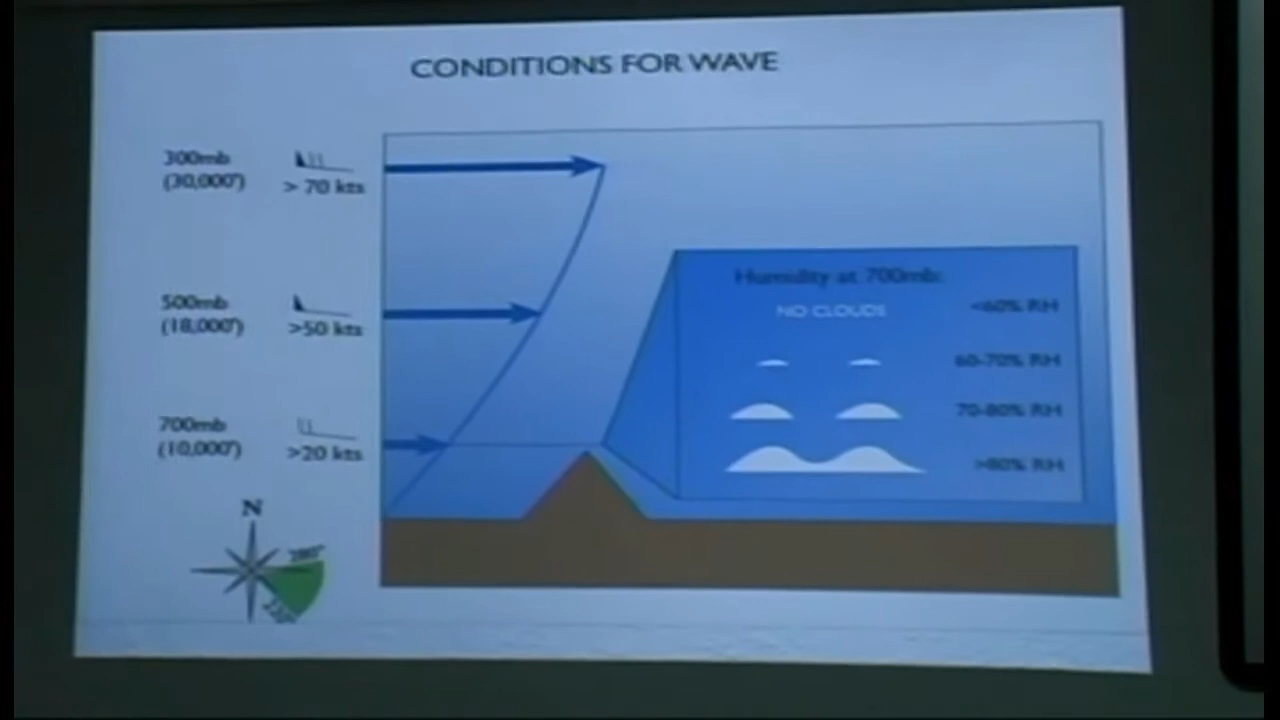 CONDITIONS FOR WAVE
300mb
(30,000')
> 70 kts
500mb
(18,000')
>50 kts
700mb
(10,000')
>20 kts
Humidity at 700mb:
NO CLOUDS
<60% RH
60-70% RH
70-80% RH
>80% RH
N
280°